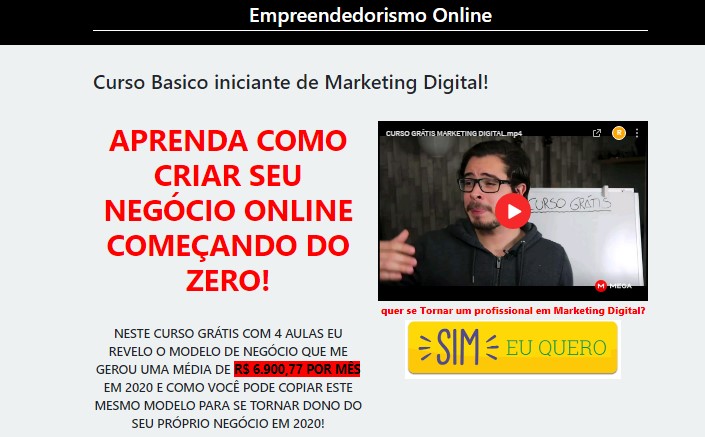 Empreendedorismo Online
Curso Basico iniciante de Marketing Digital!
APRENDA COMO
CRIAR SEU
NEGÓCIO ONLINE
COMEÇANDO DO
ZERO!
NESTE CURSO GRÁTIS COM 4 AULAS EU
REVELO O MODELO DE NEGÓCIO QUE ME
GEROU UMA MÉDIA DE R$ 6.900,77 POR MÊS
EM 2020 E COMO VOCÊ PODE COPIAR ESTE
MESMO MODELO PARA SE TORNAR DONO DO
SEU PRÓPRIO NEGÓCIO EM 2020!
CURSO GRÁTIS MARKETING DIGITAL.mp4
R
CURSO GRÁTIS
M MEGA
quer se Tornar um profissional em Marketing Digital?
SIM EU QUERO